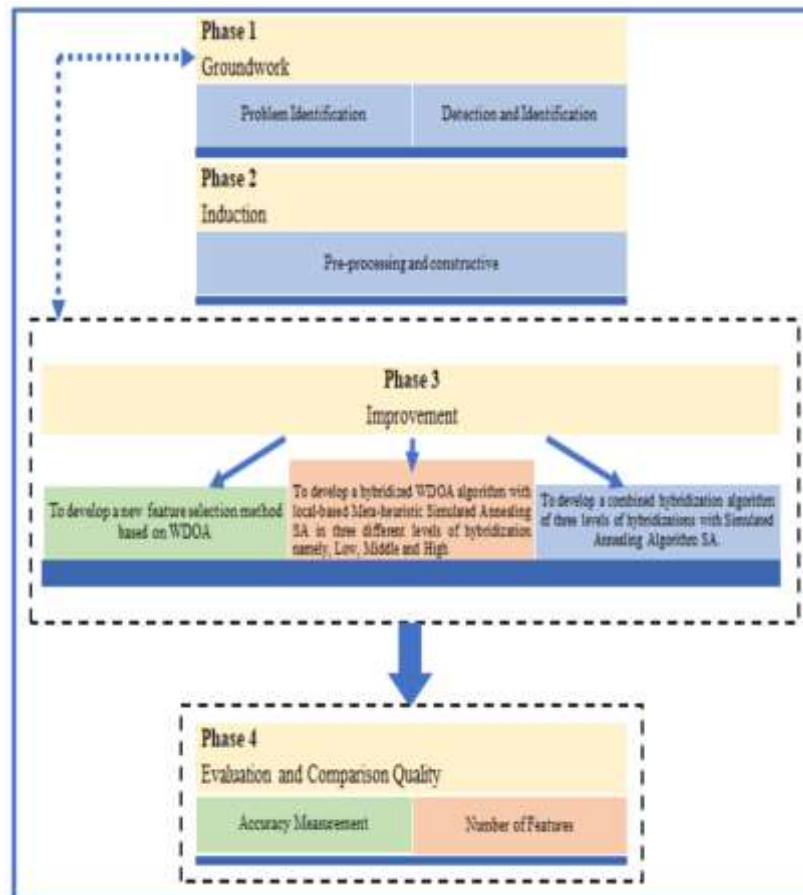 Phase 1
Groundwork
Problem Identification
Detection and Identification
Phase 2
Induction
Pre-processing and constructive
Phase 3
Improvement
To develop a new feature selection method
based on WDOA
To develop a hybridized WDOA algorithm with
local-based Meta-heuristic Simulated Annealing
SA in three different levels of hybridization
namely, Low, Middle and High
To develop a combined hybridization algorithm
of three levels of hybridizations with Simulated
Annealing Algorithm SA.
Phase 4
Evaluation and Comparison Quality
Accuracy Measurement
Number of Features